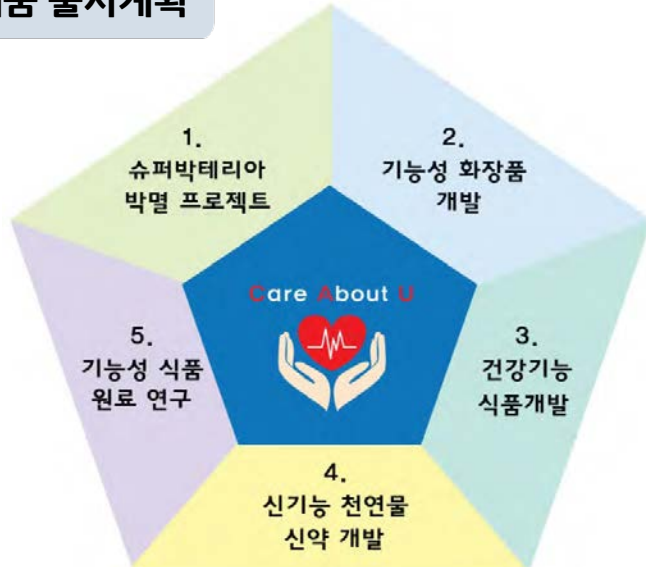 출시계획
1.
슈퍼박테리아
박멸 프로젝트
2.
기능성 화장품
개발
Care About U
3.
건강기능
식품개발
4.
신기능 천연물
신약 개발
5.
기능성 식품
원료 연구